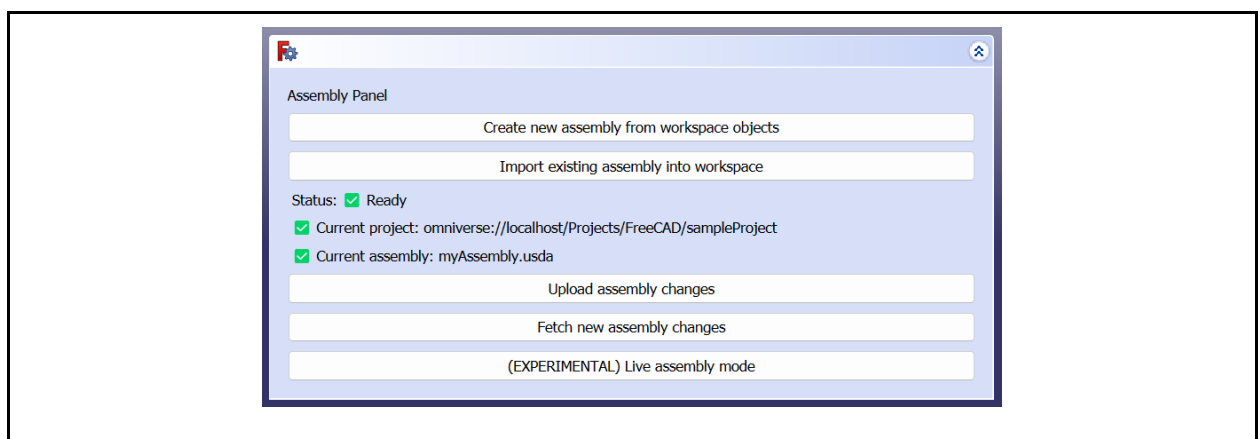 Assembly Panel
Create new assembly from workspace objects
Import existing assembly into workspace
Status: Ready
Current project: omniverse://localhost/Projects/FreeCAD/sampleProject
Current assembly: myAssembly.usda
Upload assembly changes
Fetch new assembly changes
(EXPERIMENTAL) Live assembly mode